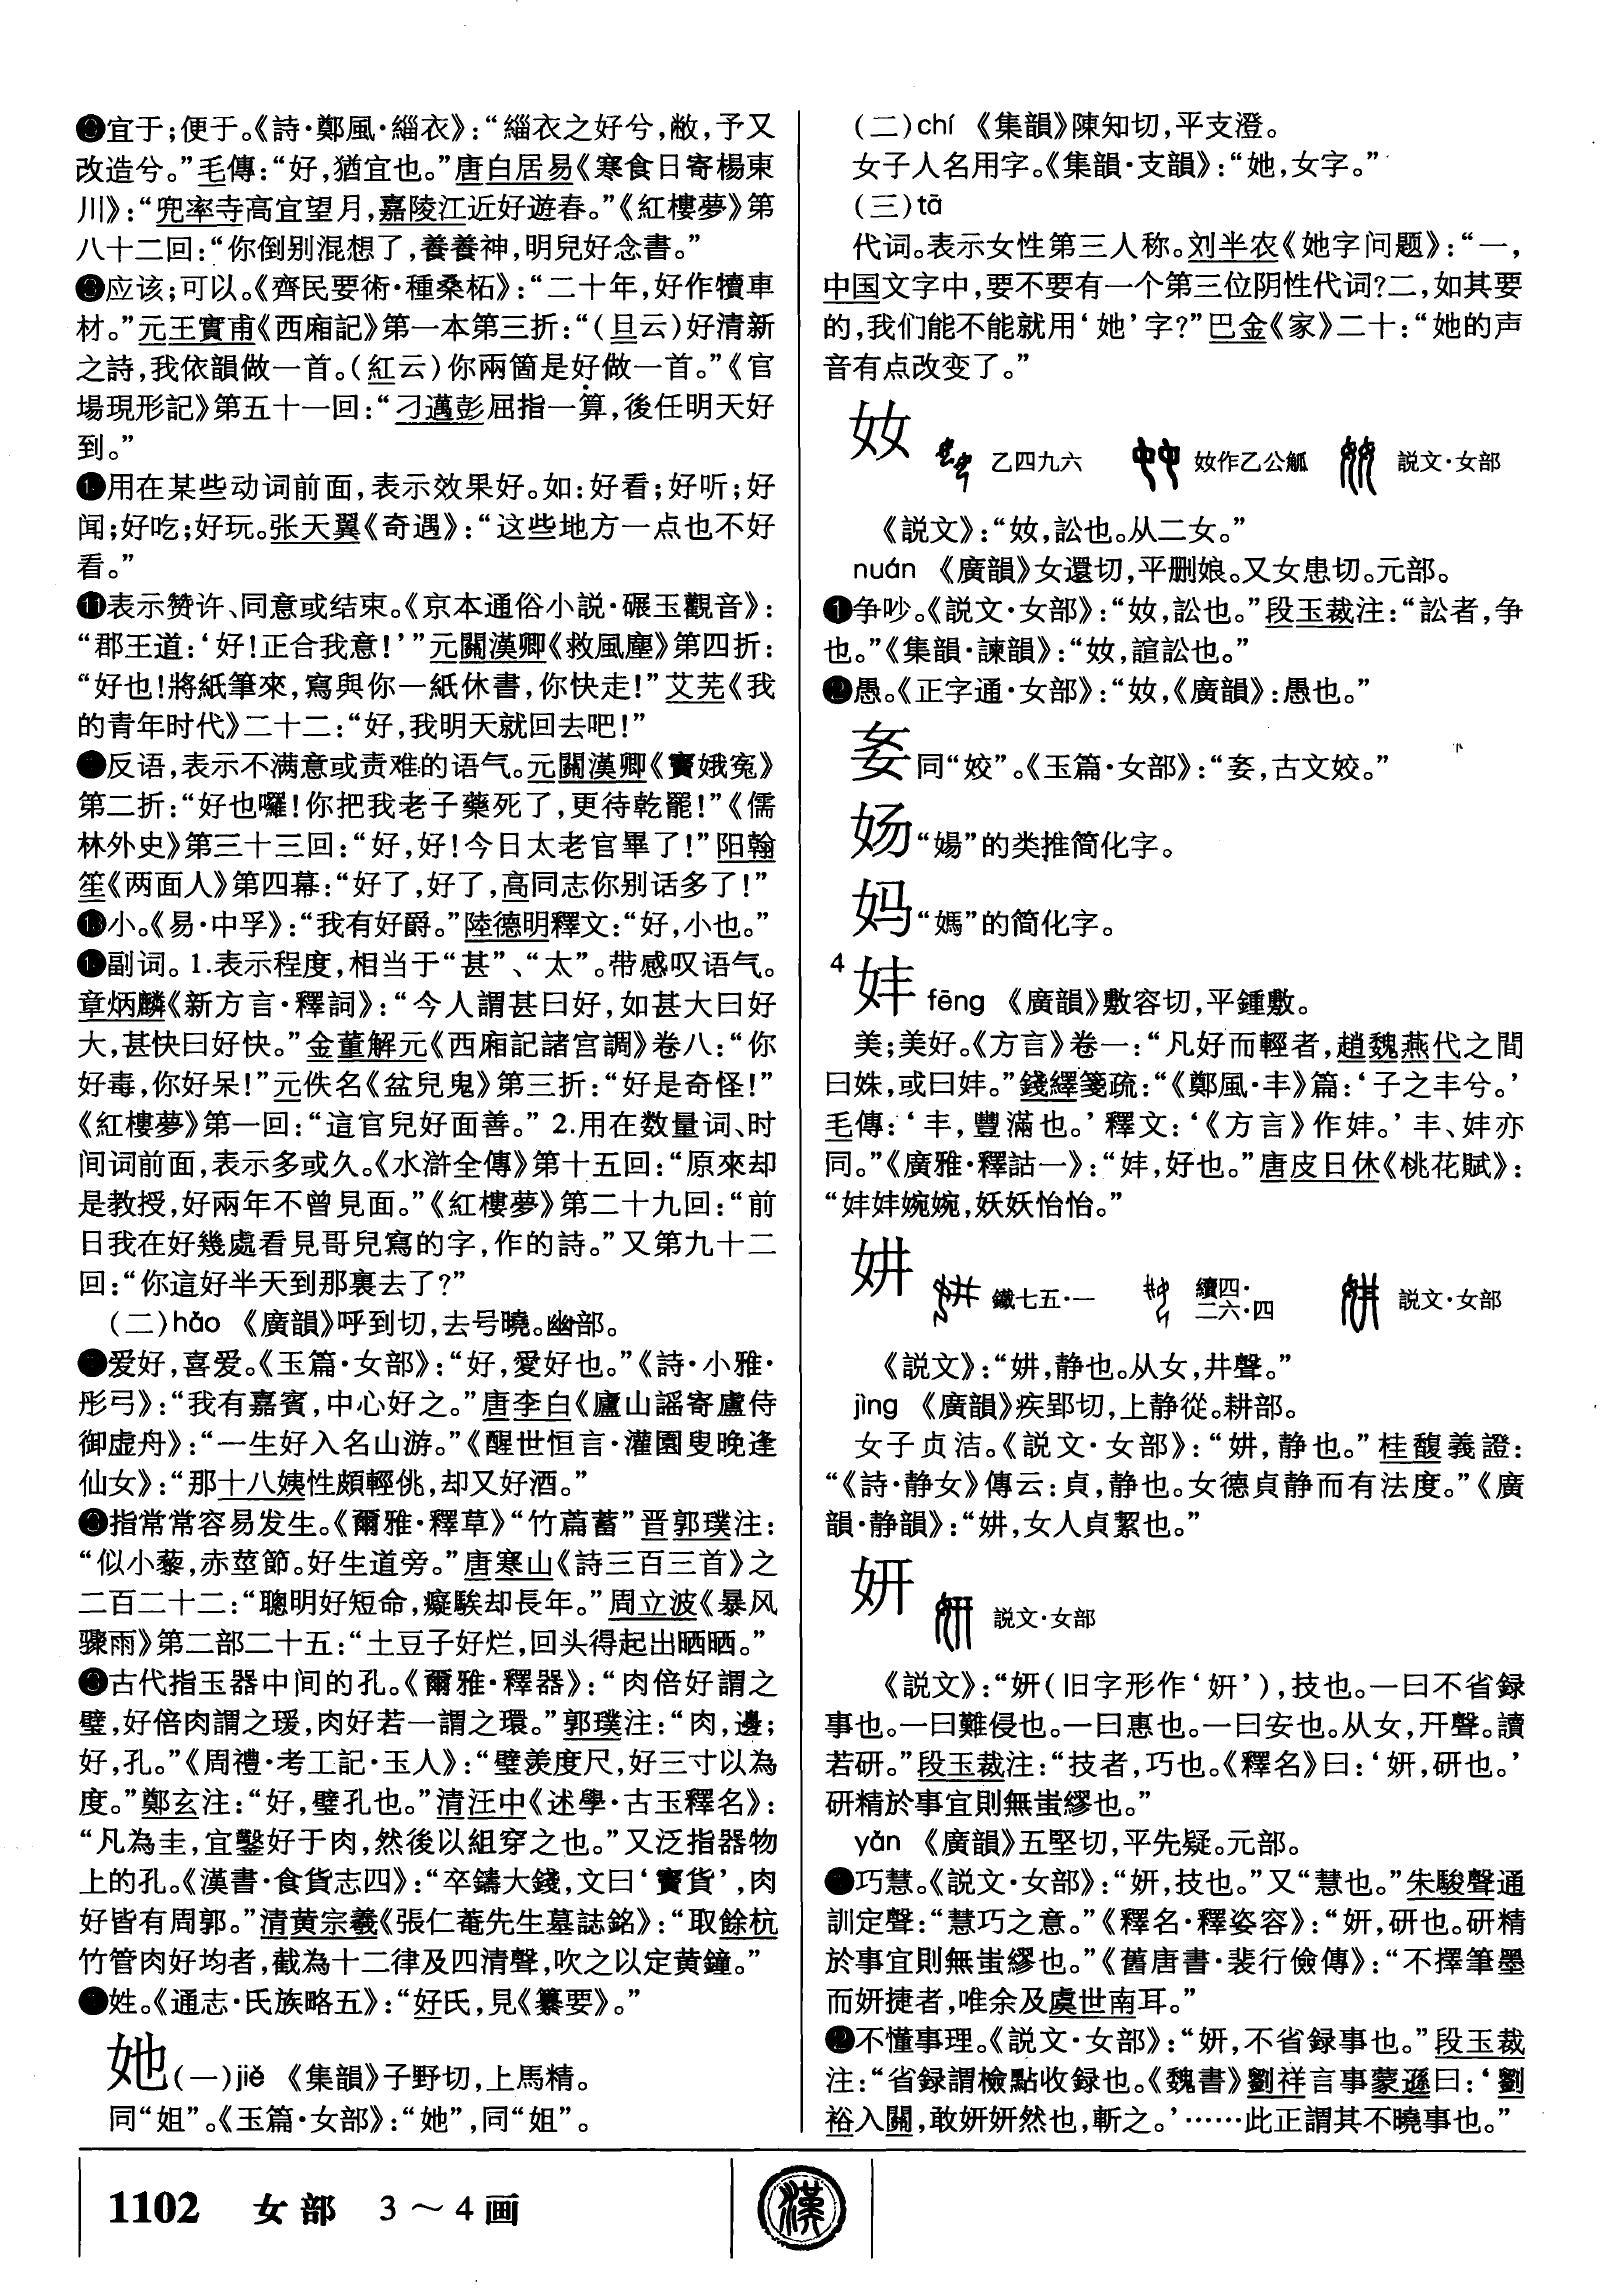 宜于；便于。《詩·鄭風·緇衣》：“緇衣之好兮，敝，予又
改造兮。”毛傳：“好，猶宜也。”唐白居易《寒食日寄楊東
川》：“兜率寺高宜望月，嘉陵江近好遊春。”《紅樓夢》第
八十二回：“你倒别混想了，養養神，明兒好念書。”
应该；可以。《齊民要術·種桑柘》：“二十年，好作犢車
材。”元王實甫《西廂記》第一本第三折：“（旦云）好清新
之詩，我依韻做一首。（紅云）你兩箇是好做一首。”《官
場現形記》第五十一回：“刁邁彭屈指一算，後任明天好
到。”
用在某些动词前面，表示效果好。如：好看；好听；好
闻；好吃；好玩。张天翼《奇遇》：“这些地方一点也不好
看。”
⓫表示赞许、同意或结束。《京本通俗小説·碾玉觀音》：
“郡王道：‘好！正合我意！’”元關漢卿《救風塵》第四折：
“好也！將紙筆來，寫與你一紙休書，你快走！”艾芜《我
的青年时代》二十二：“好，我明天就回去吧！”
反语，表示不满意或责难的语气。元關漢卿《竇娥冤》
第二折：“好也囉！你把我老子藥死了，更待乾罷！”《儒
林外史》第三十三回：“好，好！今日太老官畢了！”阳翰
笙《两面人》第四幕：“好了，好了，高同志你别话多了！”
小。《易·中孚》：“我有好爵。”陸德明釋文：“好，小也。”
副词。1.表示程度，相当于“甚”、“太”。带感叹语气。
章炳麟《新方言·釋詞》：“今人謂甚曰好，如甚大曰好
大，甚快曰好快。”金董解元《西廂記諸宫調》卷八：“你
好毒，你好呆！”元佚名《盆兒鬼》第三折：“好是奇怪！”
《紅樓夢》第一回：“這官兒好面善。”2.用在数量词、时
间词前面，表示多或久。《水滸全傳》第十五回：“原來却
是教授，好兩年不曾見面。”《紅樓夢》第二十九回：“前
日我在好幾處看見哥兒寫的字，作的詩。”又第九十二
回：“你這好半天到那裏去了？”
（二）hào 《廣韻》呼到切，去号曉。幽部。
爱好，喜爱。《玉篇·女部》：“好，愛好也。”《詩·小雅·
彤弓》：“我有嘉賓，中心好之。”唐李白《廬山謡寄盧侍
御虚舟》：“一生好入名山游。”《醒世恒言·灌園叟晚逢
仙女》：“那十八姨性頗輕佻，却又好酒。”
指常常容易发生。《爾雅·釋草》“竹萹蓄”晋郭璞注：
“似小藜，赤莖節。好生道旁。”唐寒山《詩三百三首》之
二百二十二：“聰明好短命，癡騃却長年。”周立波《暴风
骤雨》第二部二十五：“土豆子好烂，回头得起出晒晒。”
古代指玉器中间的孔。《爾雅·釋器》：“肉倍好謂之
璧，好倍肉謂之瑗，肉好若一謂之環。”郭璞注：“肉，邊；
好，孔。”《周禮·考工記·玉人》：“璧羡度尺，好三寸以為
度。”鄭玄注：“好，璧孔也。”清汪中《述學·古玉釋名》：
“凡為圭，宜鑿好于肉，然後以組穿之也。”又泛指器物
上的孔。《漢書·食貨志四》：“卒鑄大錢，文曰‘寶貨’，肉
好皆有周郭。”清黄宗羲《張仁菴先生墓誌銘》：“取餘杭
竹管肉好均者，截為十二律及四清聲，吹之以定黄鐘。”
姓。《通志·氏族略五》：“好氏，見《纂要》。”
她（一）jiě 《集韻》子野切，上馬精。
同“姐”。《玉篇·女部》：“她”，同“姐”。
（二）chí 《集韻》陳知切，平支澄。
女子人名用字。《集韻·支韻》：“她，女字。”
（三）tā
代词。表示女性第三人称。刘半农《她字问题》：“一，
中国文字中，要不要有一个第三位阴性代词？二，如其要
的，我们能不能就用‘她’字？”巴金《家》二十：“她的声
音有点改变了。”
奻 乙四九六 奻作乙公觚 説文·女部
《説文》：“奻，訟也。从二女。”
nuán 《廣韻》女還切，平删娘。又女患切。元部。
❶争吵。《説文·女部》：“奻，訟也。”段玉裁注：“訟者，争
也。”《集韻·諫韻》：“奻，諠訟也。”
❷愚。《正字通·女部》：“奻，《廣韻》：愚也。”
㚣同“姣”。《玉篇·女部》：“㚣，古文姣。”
“婸”的类推简化字。
妈“媽”的简化字。
4
妦 fēng 《廣韻》敷容切，平鍾敷。
美；美好。《方言》卷一：“凡好而輕者，趙魏燕代之間
曰姝，或曰妦。”錢繹箋疏：“《鄭風·丰》篇：‘子之丰兮。’
毛傳：‘丰，豐滿也。’釋文：‘《方言》作妦。’丰、妦亦
同。”《廣雅·釋詁一》：“妦，好也。”唐皮日休《桃花賦》：
“妦妦婉婉，妖妖怡怡。”
妌 鐵七五·一 續四·二六·四 説文·女部
《説文》：“妌，静也。从女，井聲。”
jìng 《廣韻》疾郢切，上静從。耕部。
女子贞洁。《説文·女部》：“妌，静也。”桂馥義證：
“《詩·静女》傳云：貞，静也。女德貞静而有法度。”《廣
韻·静韻》：“妌，女人貞絜也。”
妍 説文·女部
《説文》：“妍（旧字形作‘姸’），技也。一曰不省録
事也。一曰難侵也。一曰惠也。一曰安也。从女，幵聲。讀
若研。”段玉裁注：“技者，巧也。《釋名》曰：‘妍，研也。’
研精於事宜則無蚩繆也。”
yán 《廣韻》五堅切，平先疑。元部。
巧慧。《説文·女部》：“妍，技也。”又“慧也。”朱駿聲通
訓定聲：“慧巧之意。”《釋名·釋姿容》：“妍，研也。研精
於事宜則無蚩繆也。”《舊唐書·裴行儉傳》：“不擇筆墨
而妍捷者，唯余及虞世南耳。”
❷不懂事理。《説文·女部》：“妍，不省録事也。”段玉裁
注：“省録謂檢點收録也。《魏書》劉祥言事蒙遜曰：‘劉
裕入關，敢妍妍然也，斬之。’……此正謂其不曉事也。”
1102 女部 3～4画
漢